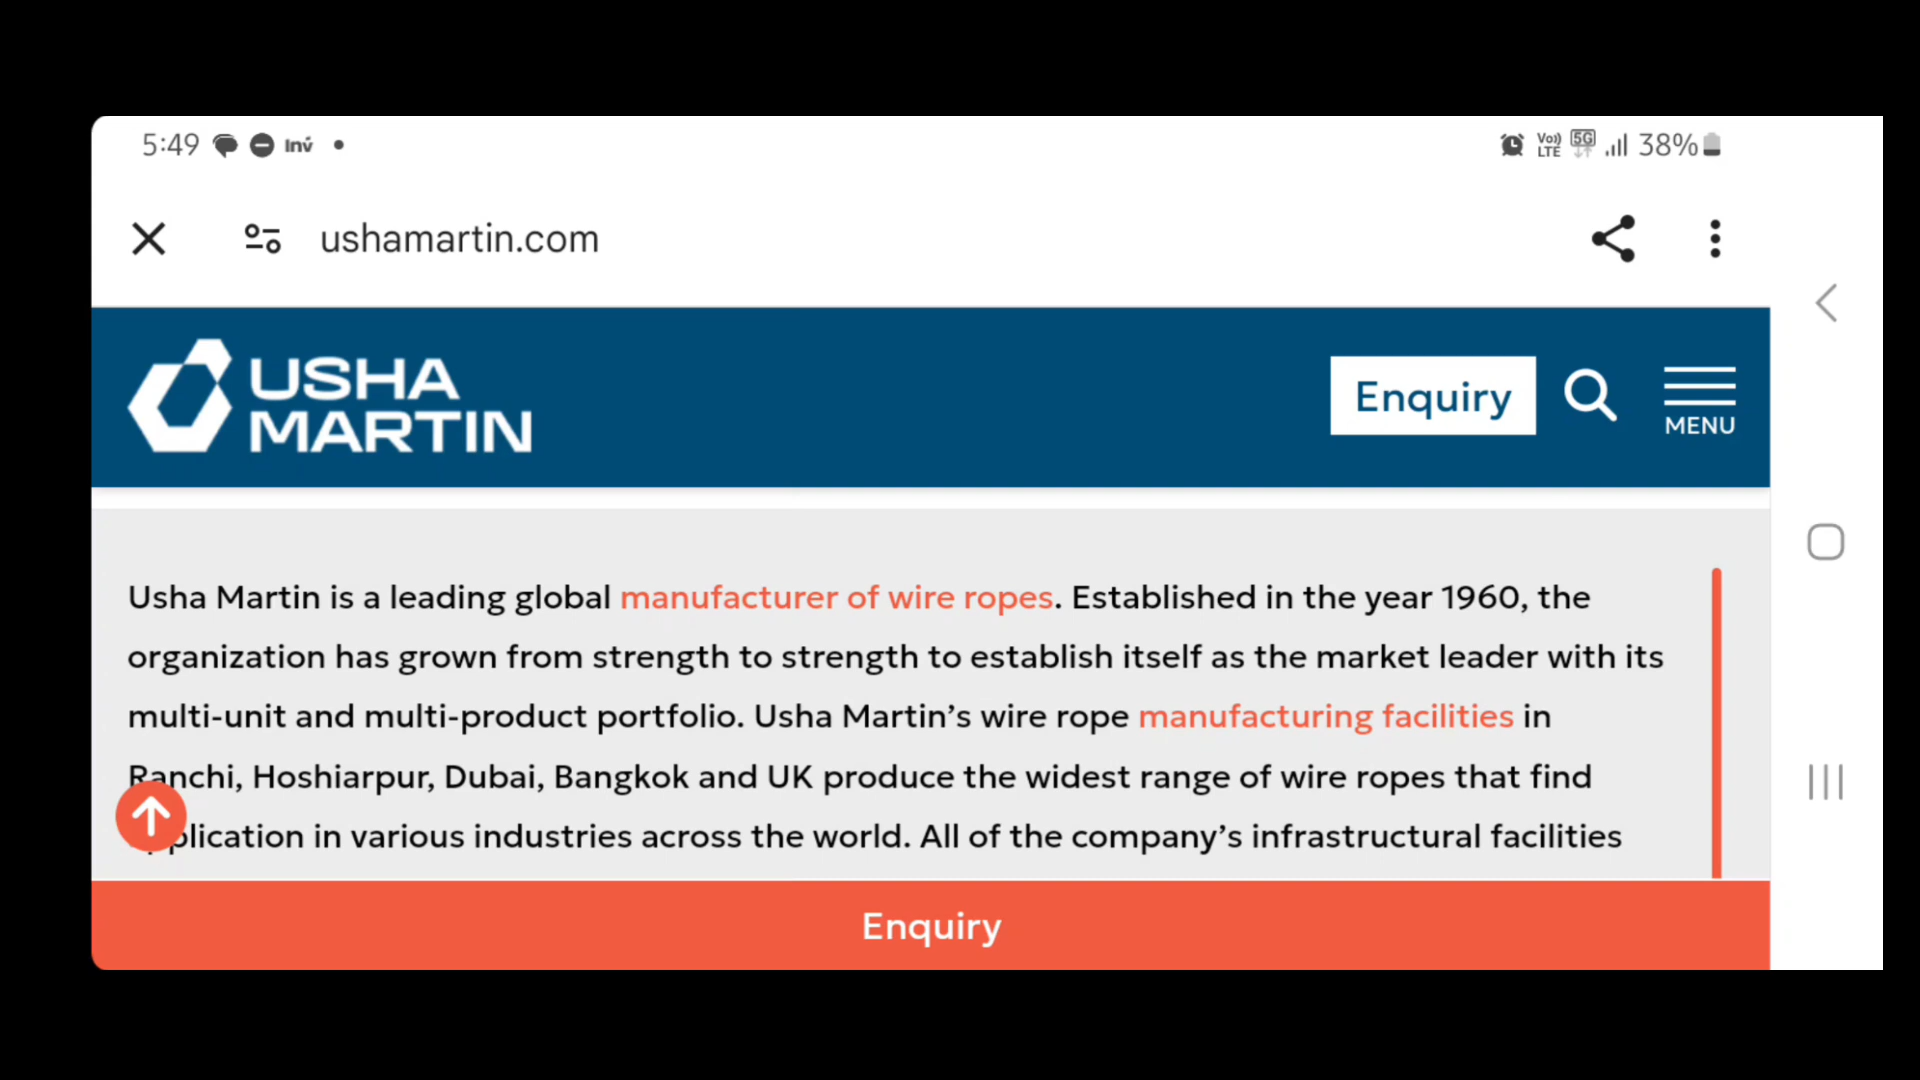 5:49 Inv
Vo)) LTE 5G 38%
ushamartin.com
USHA
MARTIN
Enquiry
MENU
Usha Martin is a leading global manufacturer of wire ropes. Established in the year 1960, the
organization has grown from strength to strength to establish itself as the market leader with its
multi-unit and multi-product portfolio. Usha Martin’s wire rope manufacturing facilities in
Ranchi, Hoshiarpur, Dubai, Bangkok and UK produce the widest range of wire ropes that find
in various industries across the world. All of the company’s infrastructural facilities
Enquiry